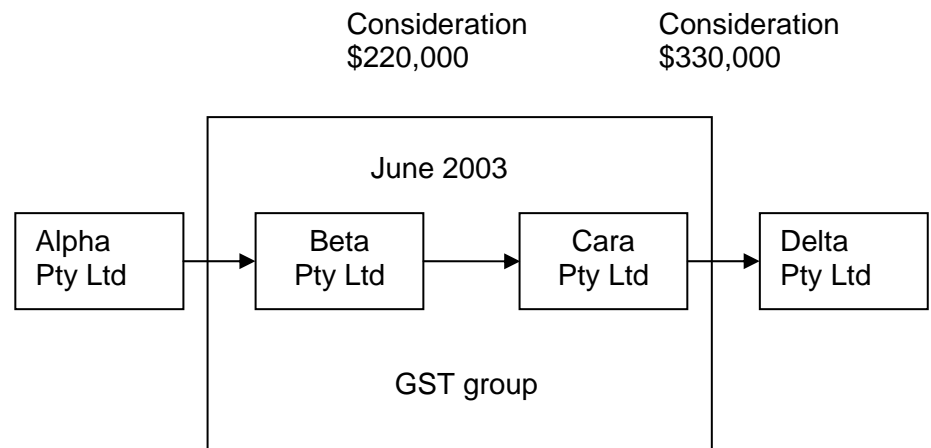 Consideration
$220,000
Consideration
$330,000
June 2003
Alpha
Pty Ltd
Beta
Pty Ltd
Cara
Pty Ltd
Delta
Pty Ltd
GST group